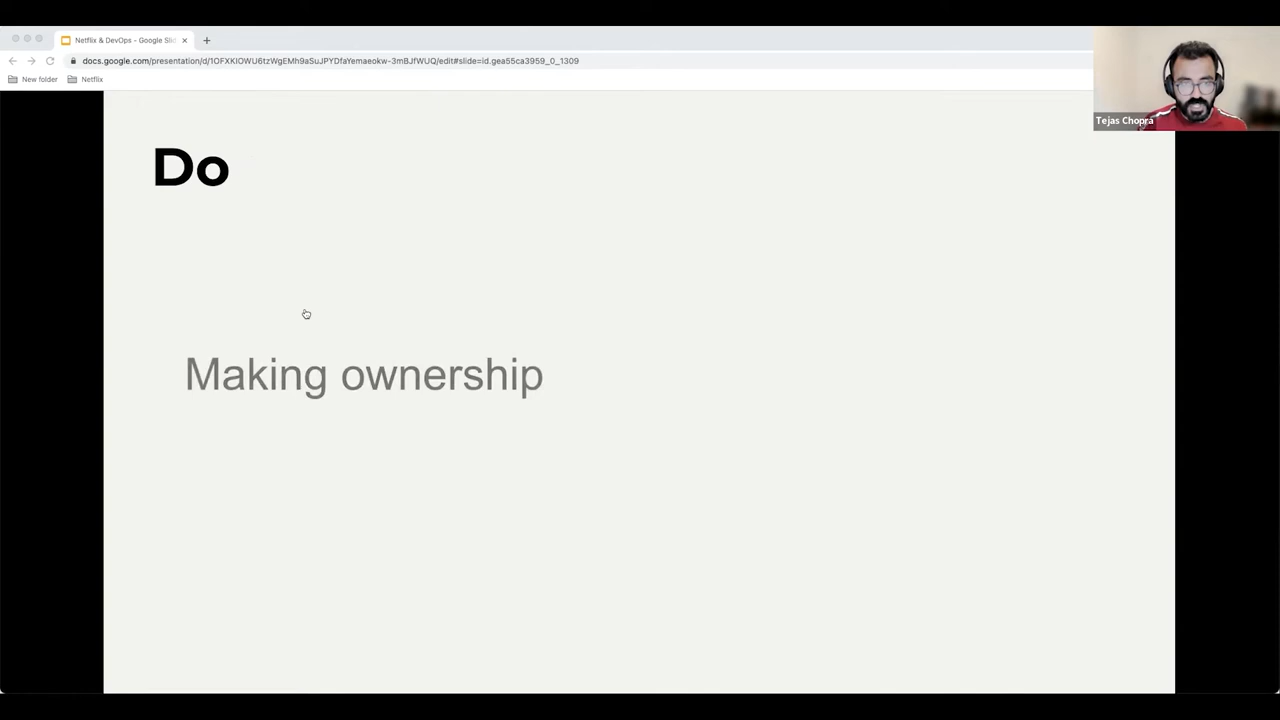 Netflix & DevOps - Google Slid
docs.google.com/presentation/d/1OFXKIOWU6tzWgEMh9aSuJPYDfaYemaeokw-3mBJfWUQ/edit#slide=id.gea55ca3959_0_1309
New folder
Netflix
Tejas Chopra
Do
Making ownership